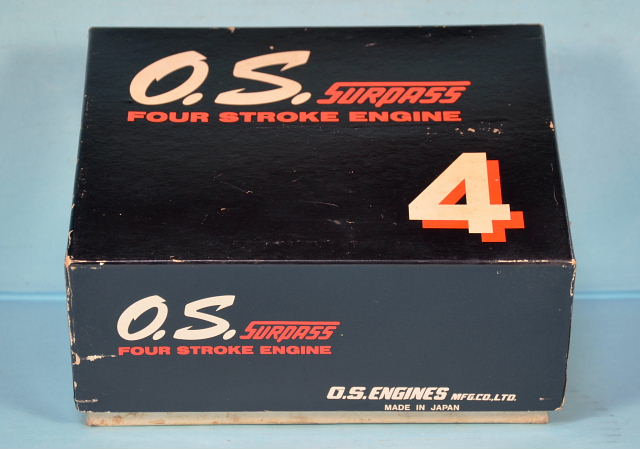 O.S. SURPASS
FOUR STROKE ENGINE
4
O.S. SURPASS
FOUR STROKE ENGINE
O.S. ENGINES MFG.CO.,LTD.
MADE IN JAPAN